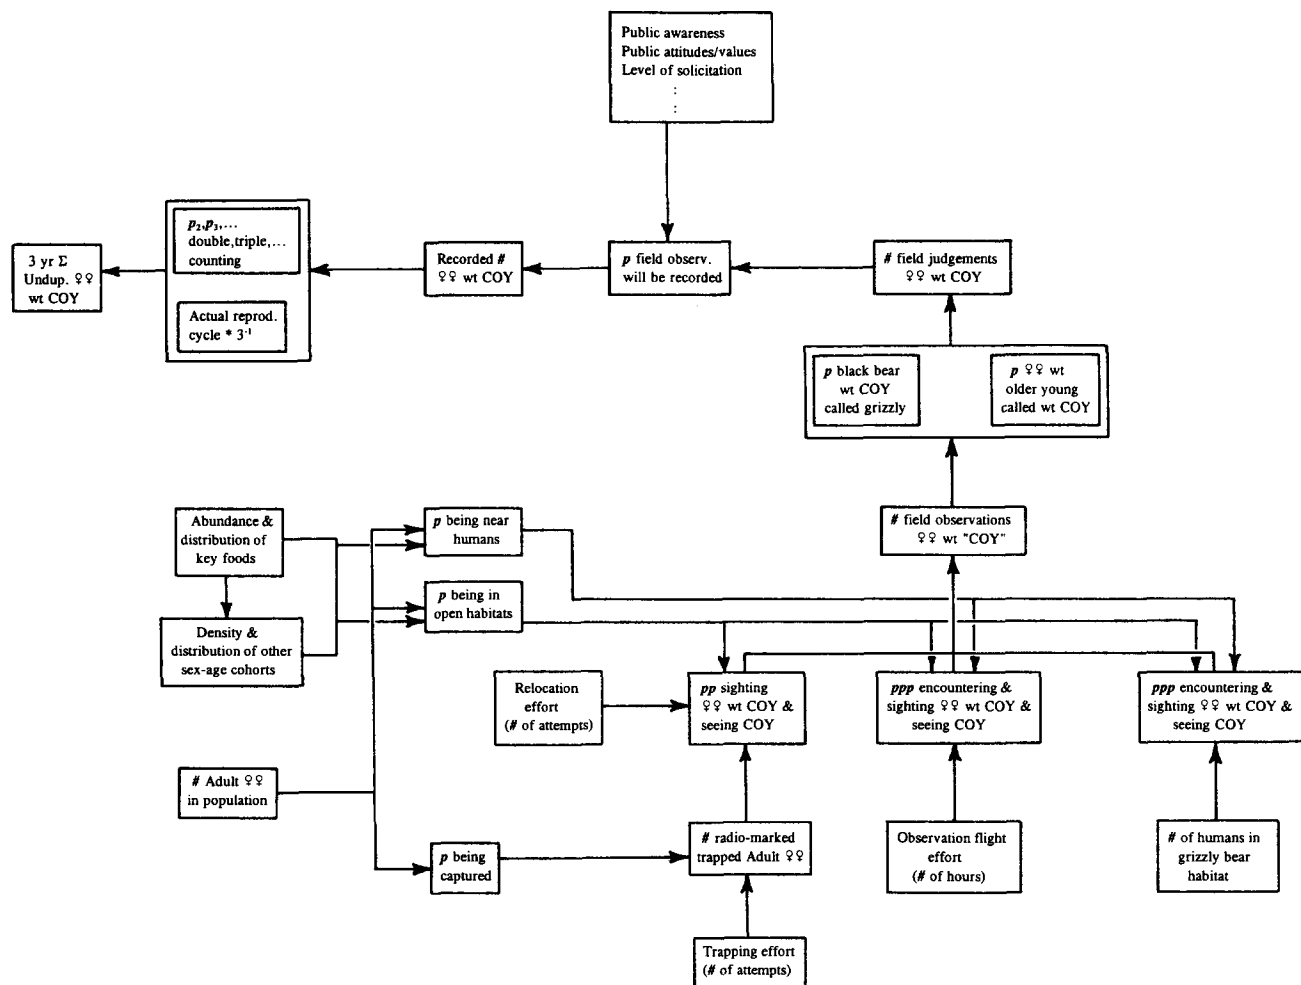 Public awareness
Public attitudes/values
Level of solicitation
:
:
p₂,p₃,...
double,triple,...
counting
3 yr Σ
Undup. ♀♀
wt COY
Actual reprod.
cycle * 3⁻¹
Recorded #
♀♀ wt COY
p field observ.
will be recorded
# field judgements
♀♀ wt COY
p black bear
wt COY
called grizzly
p ♀♀ wt
older young
called wt COY
# field observations
♀♀ wt "COY"
Abundance &
distribution of
key foods
p being near
humans
p being in
open habitats
Density &
distribution of other
sex-age cohorts
Relocation
effort
(# of attempts)
pp sighting
♀♀ wt COY &
seeing COY
ppp encountering &
sighting ♀♀ wt COY &
seeing COY
ppp encountering &
sighting ♀♀ wt COY &
seeing COY
# Adult ♀♀
in population
p being
captured
# radio-marked
trapped Adult ♀♀
Observation flight
effort
(# of hours)
# of humans in
grizzly bear
habitat
Trapping effort
(# of attempts)